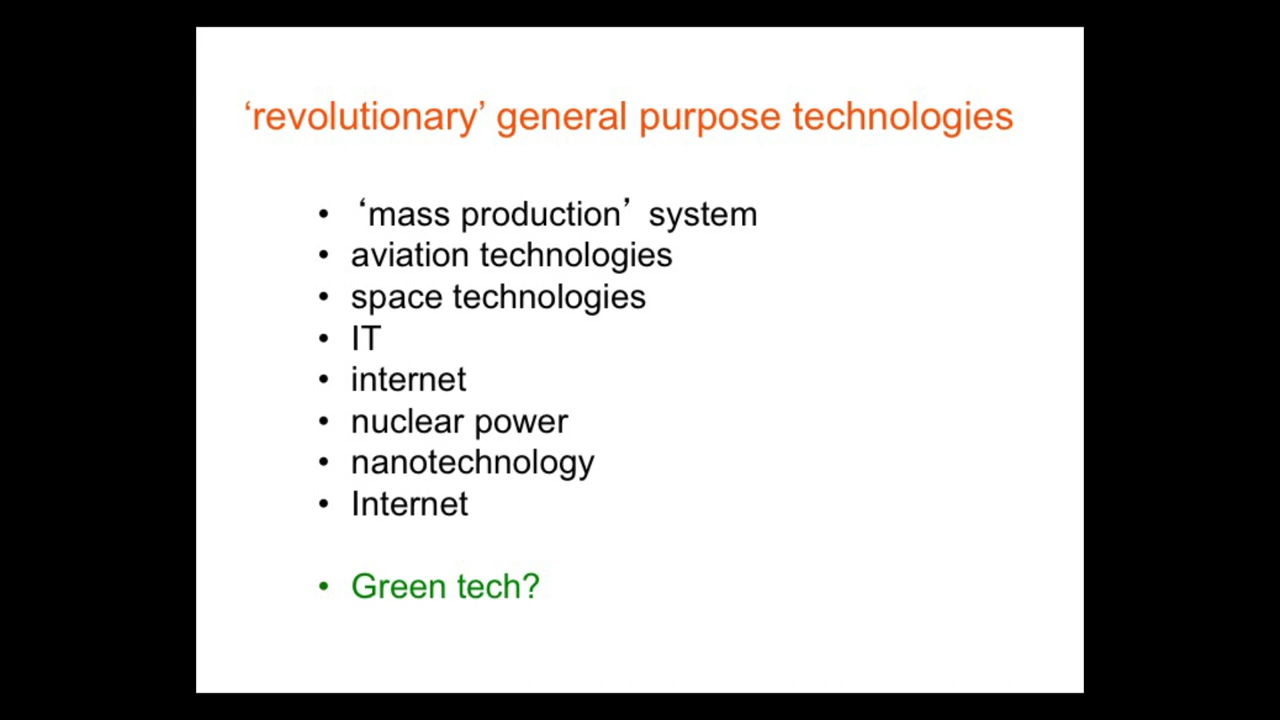 ‘revolutionary’ general purpose technologies
• ‘mass production’ system
• aviation technologies
• space technologies
• IT
• internet
• nuclear power
• nanotechnology
• Internet
• Green tech?